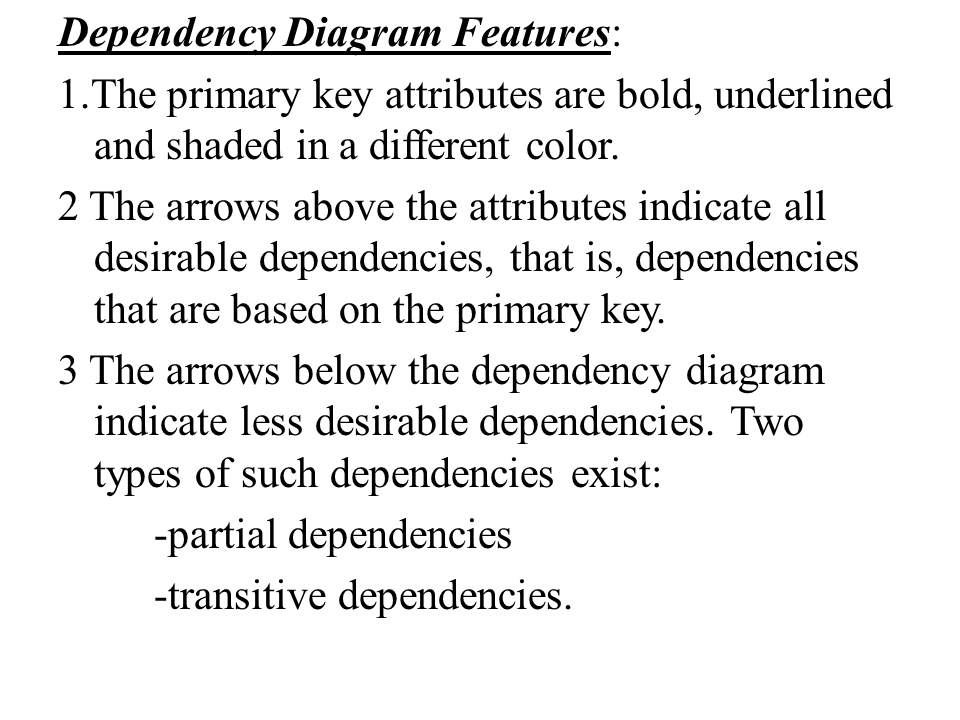 Dependency Diagram Features:
1.The primary key attributes are bold, underlined
and shaded in a different color.
2 The arrows above the attributes indicate all
desirable dependencies, that is, dependencies
that are based on the primary key.
3 The arrows below the dependency diagram
indicate less desirable dependencies. Two
types of such dependencies exist:
-partial dependencies
-transitive dependencies.